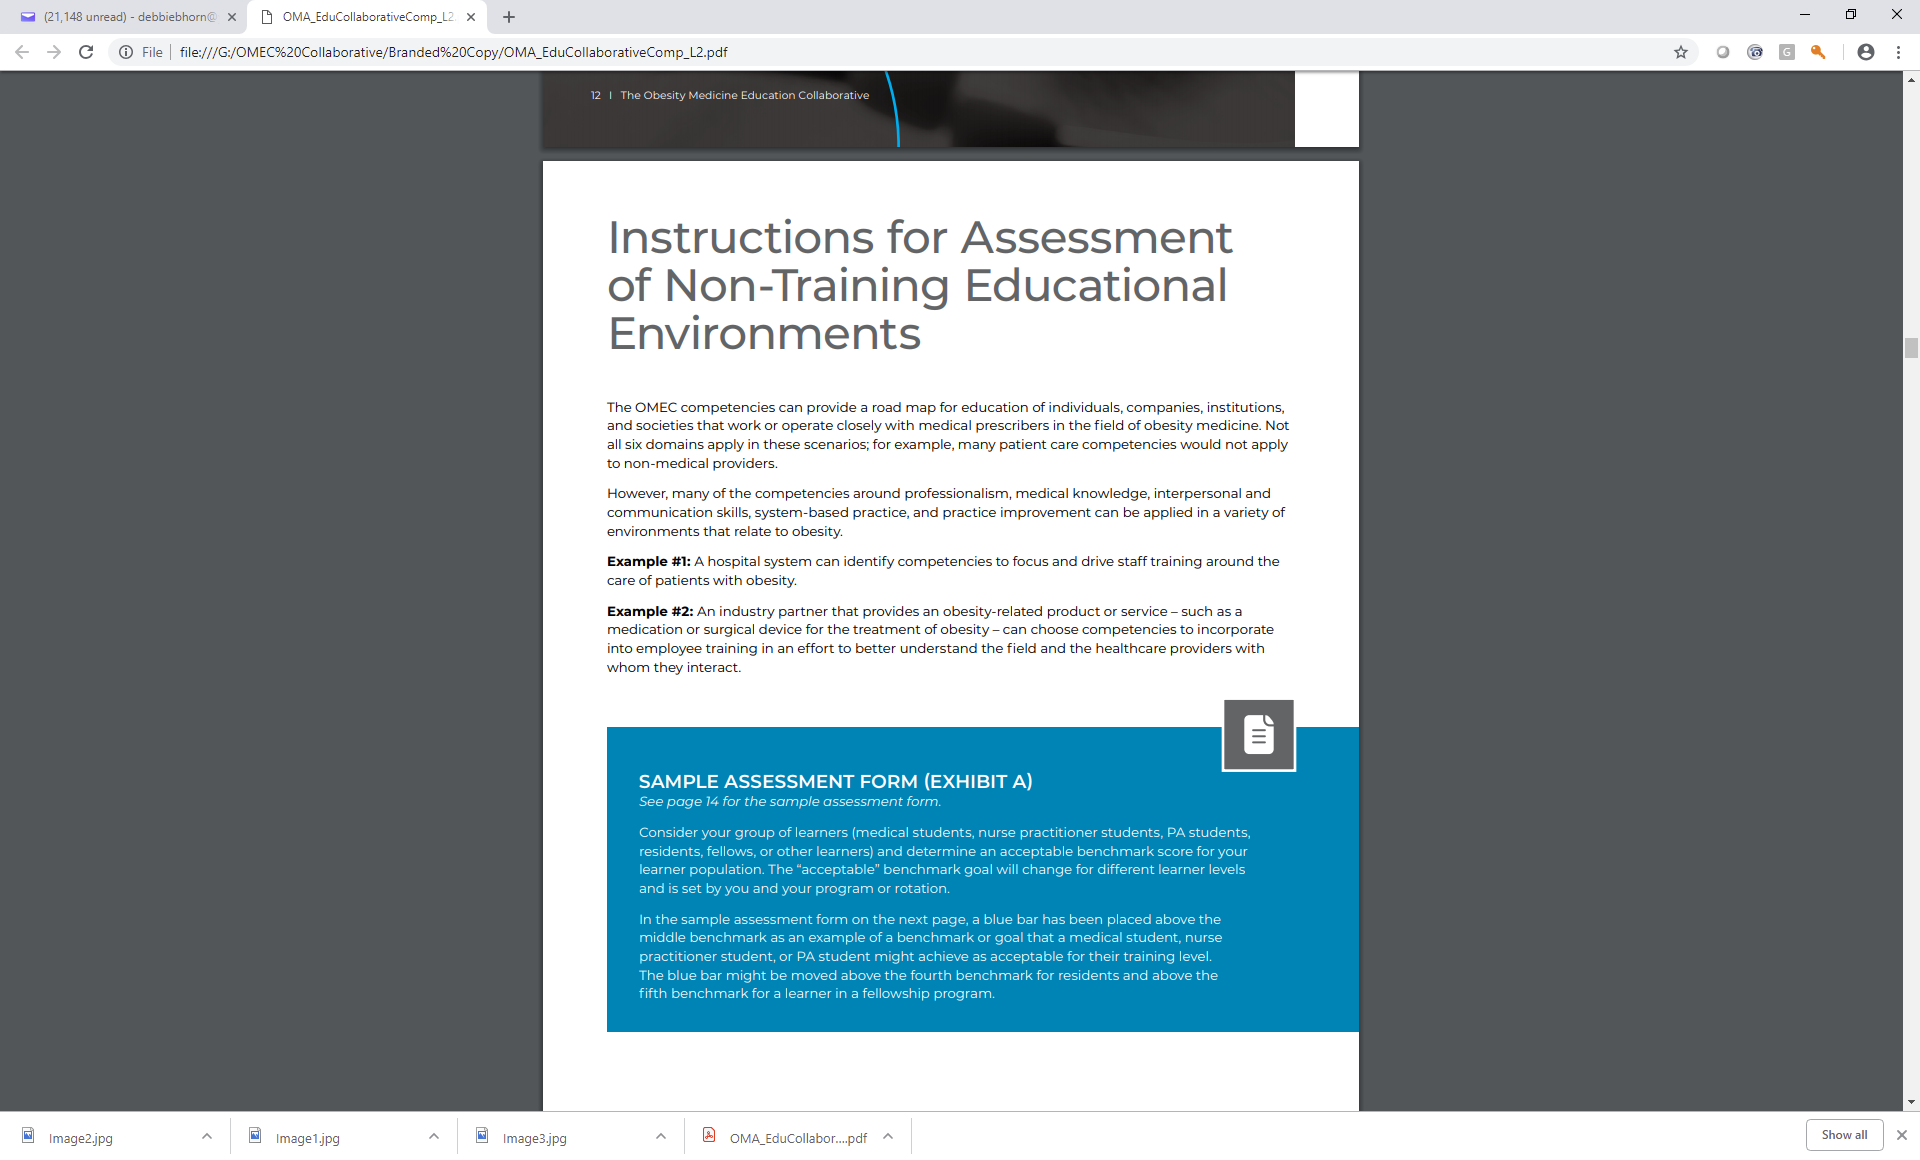 (21,148 unread) - debbiebhorn@
OMA_EduCollaborativeComp_L2.
File
file:///G:/OMEC%20Collaborative/Branded%20Copy/OMA_EduCollaborativeComp_L2.pdf
G
12 I The Obesity Medicine Education Collaborative
Instructions for Assessment
of Non-Training Educational
Environments
The OMEC competencies can provide a road map for education of individuals, companies, institutions,
and societies that work or operate closely with medical prescribers in the field of obesity medicine. Not
all six domains apply in these scenarios; for example, many patient care competencies would not apply
to non-medical providers.
However, many of the competencies around professionalism, medical knowledge, interpersonal and
communication skills, system-based practice, and practice improvement can be applied in a variety of
environments that relate to obesity.
Example #1: A hospital system can identify competencies to focus and drive staff training around the
care of patients with obesity.
Example #2: An industry partner that provides an obesity-related product or service – such as a
medication or surgical device for the treatment of obesity – can choose competencies to incorporate
into employee training in an effort to better understand the field and the healthcare providers with
whom they interact.
SAMPLE ASSESSMENT FORM (EXHIBIT A)
See page 14 for the sample assessment form.
Consider your group of learners (medical students, nurse practitioner students, PA students,
residents, fellows, or other learners) and determine an acceptable benchmark score for your
learner population. The “acceptable” benchmark goal will change for different learner levels
and is set by you and your program or rotation.
In the sample assessment form on the next page, a blue bar has been placed above the
middle benchmark as an example of a benchmark or goal that a medical student, nurse
practitioner student, or PA student might achieve as acceptable for their training level.
The blue bar might be moved above the fourth benchmark for residents and above the
fifth benchmark for a learner in a fellowship program.
Image2.jpg
Image1.jpg
Image3.jpg
OMA_EduCollabor....pdf
Show all